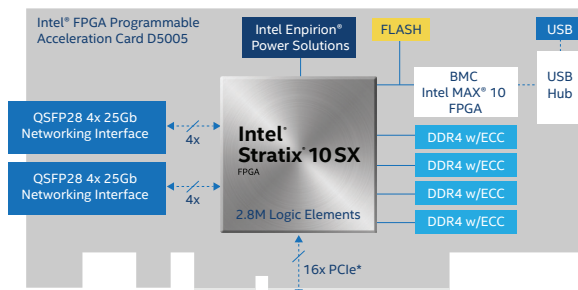 Intel® FPGA Programmable
Acceleration Card D5005
Intel Enpirion®
Power Solutions
FLASH
USB
BMC
Intel MAX® 10
FPGA
USB
Hub
QSFP28 4x 25Gb
Networking Interface
4x
QSFP28 4x 25Gb
Networking Interface
4x
Intel®
Stratix® 10 SX
FPGA
2.8M Logic Elements
DDR4 w/ECC
DDR4 w/ECC
DDR4 w/ECC
DDR4 w/ECC
16x PCIe*